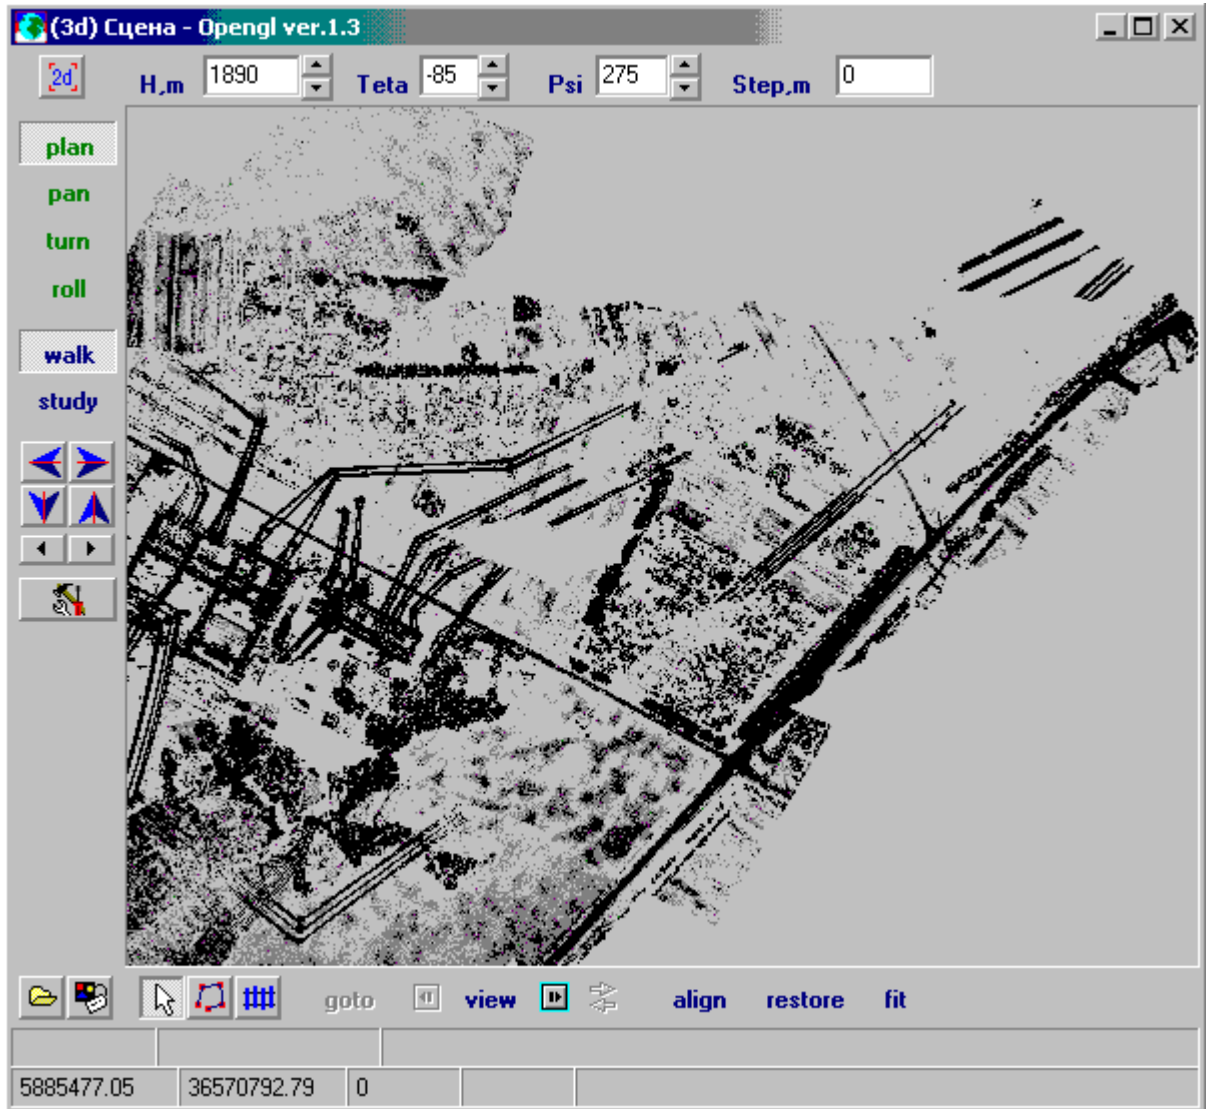 (3d) Сцена - Opengl ver.1.3
[2d] H,m 1890 Teta -85 Psi 275 Step,m 0
plan
pan
turn
roll
walk
study
goto view align restore fit
5885477.05 36570792.79 0